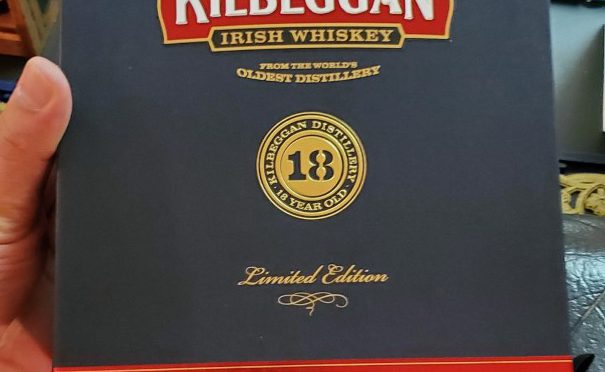 KILBEGGAN
IRISH WHISKEY
FROM THE WORLD'S
OLDEST DISTILLERY
KILBEGGAN DISTILLERY
18
18 YEAR OLD
Limited Edition